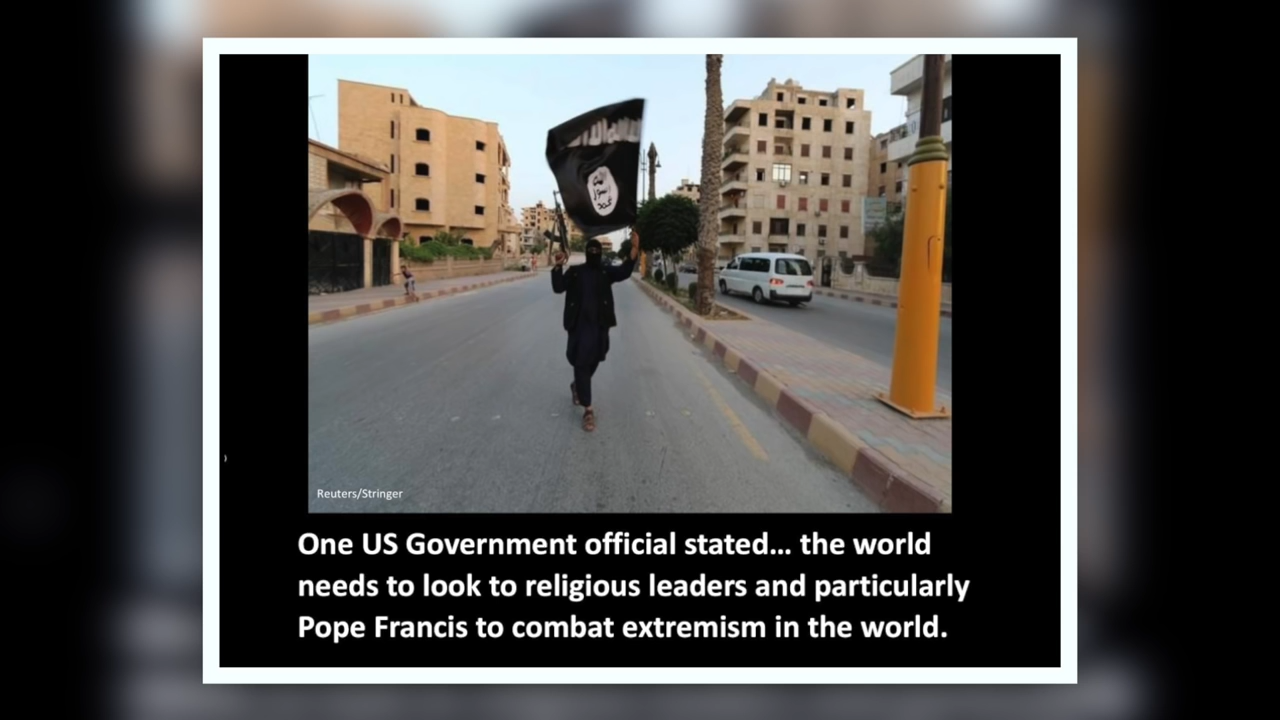 Reuters/Stringer
One US Government official stated... the world
needs to look to religious leaders and particularly
Pope Francis to combat extremism in the world.